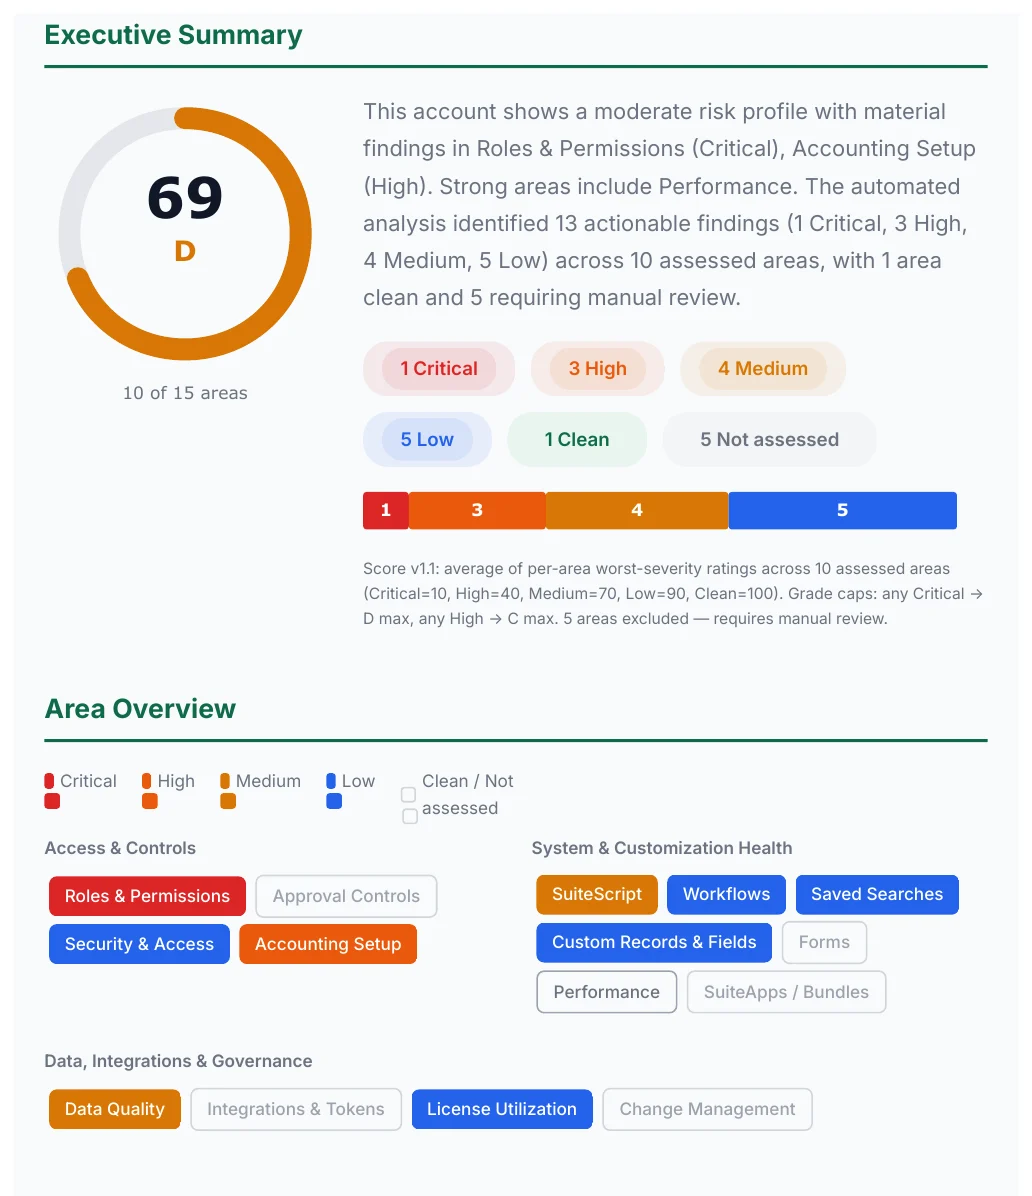 Executive Summary
69
D
10 of 15 areas
This account shows a moderate risk profile with material
findings in Roles & Permissions (Critical), Accounting Setup
(High). Strong areas include Performance. The automated
analysis identified 13 actionable findings (1 Critical, 3 High,
4 Medium, 5 Low) across 10 assessed areas, with 1 area
clean and 5 requiring manual review.
1 Critical 3 High 4 Medium
5 Low 1 Clean 5 Not assessed
1 3 4 5
Score v1.1: average of per-area worst-severity ratings across 10 assessed areas
(Critical=10, High=40, Medium=70, Low=90, Clean=100). Grade caps: any Critical →
D max, any High → C max. 5 areas excluded — requires manual review.
Area Overview
Critical High Medium Low Clean / Not
assessed
Access & Controls
Roles & Permissions Approval Controls
Security & Access Accounting Setup
System & Customization Health
SuiteScript Workflows Saved Searches
Custom Records & Fields Forms
Performance SuiteApps / Bundles
Data, Integrations & Governance
Data Quality Integrations & Tokens License Utilization Change Management